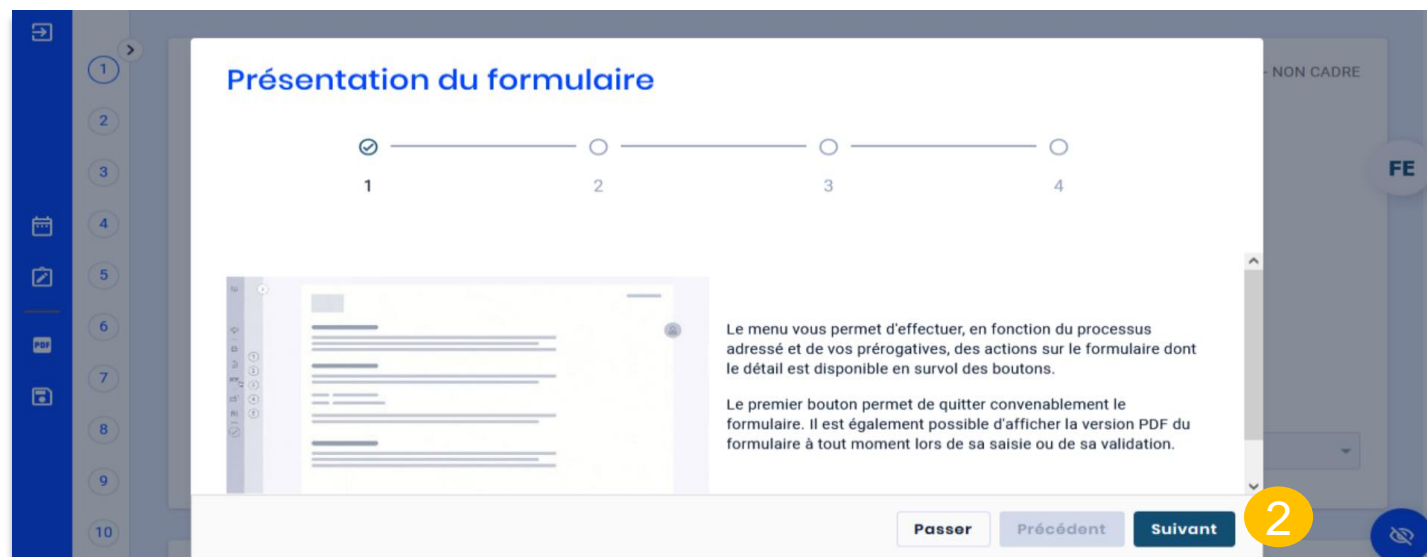 - NON CADRE
FE
1
2
3
4
5
6
7
8
9
10
PDF
Présentation du formulaire
1
2
3
4
Le menu vous permet d'effectuer, en fonction du processus
adressé et de vos prérogatives, des actions sur le formulaire dont
le détail est disponible en survol des boutons.
Le premier bouton permet de quitter convenablement le
formulaire. Il est également possible d'afficher la version PDF du
formulaire à tout moment lors de sa saisie ou de sa validation.
Passer
Précédent
Suivant
2